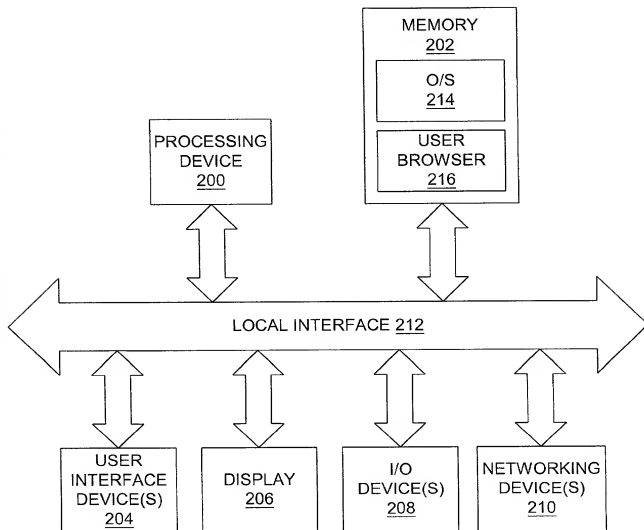 MEMORY
202
O/S
214
USER
BROWSER
216
PROCESSING
DEVICE
200
LOCAL INTERFACE 212
USER
INTERFACE
DEVICE(S)
204
DISPLAY
206
I/O
DEVICE(S)
208
NETWORKING
DEVICE(S)
210